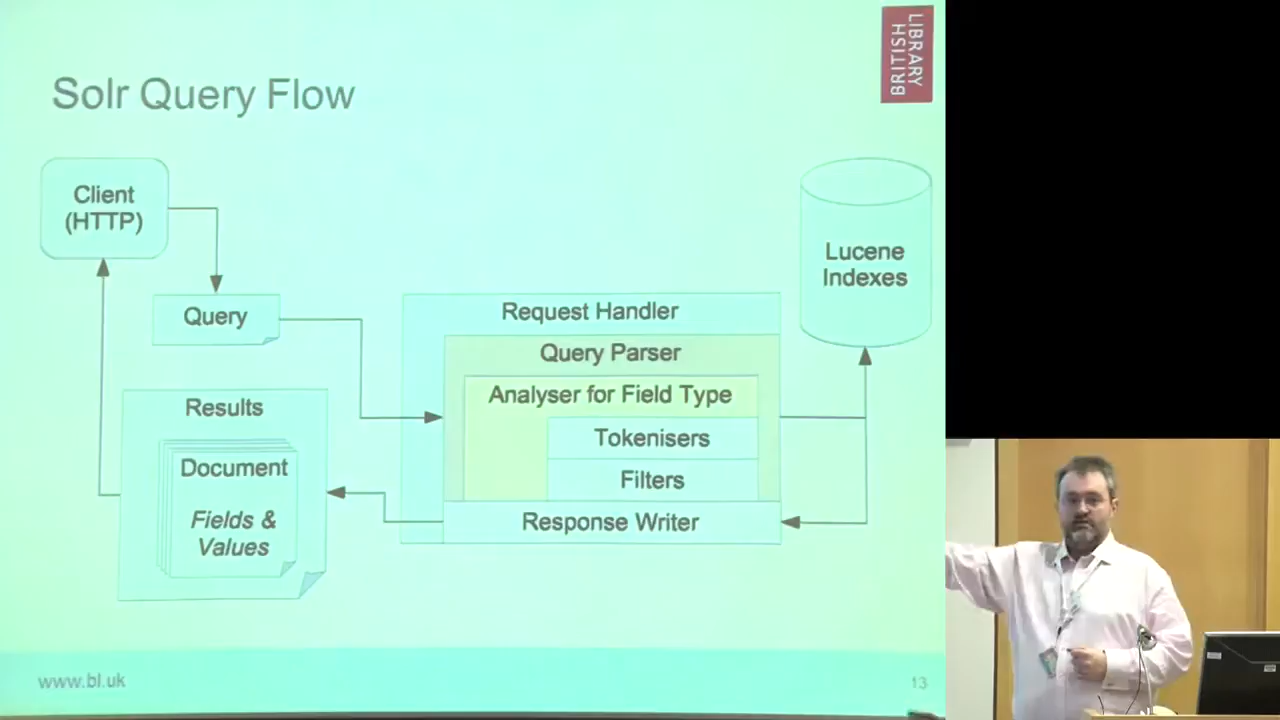 Solr Query Flow
LIBRARY
BRITISH
Client
(HTTP)
Query
Results
Document
Fields &
Values
Request Handler
Query Parser
Analyser for Field Type
Tokenisers
Filters
Response Writer
Lucene
Indexes
www.bl.uk
13